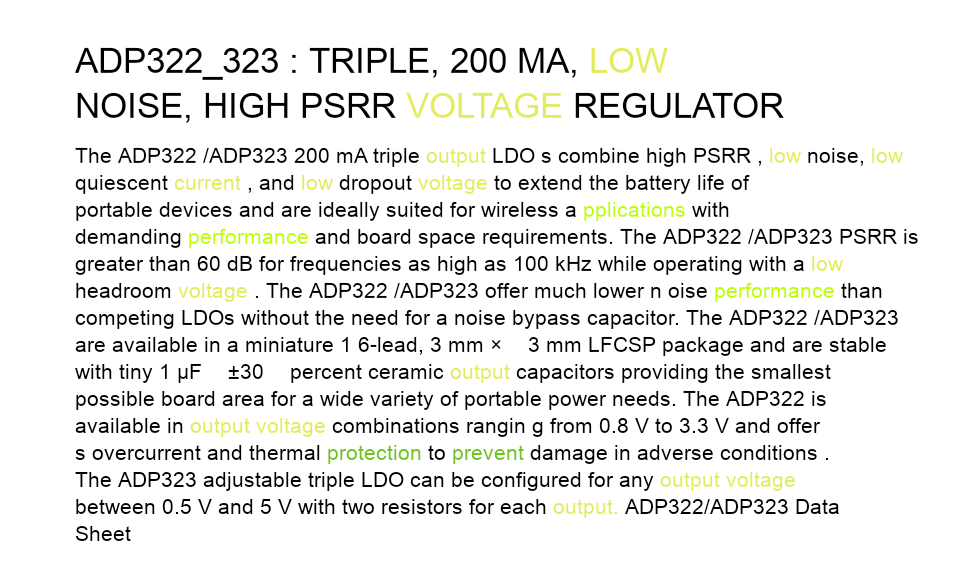 ADP322_323 : TRIPLE, 200 MA, LOW
NOISE, HIGH PSRR VOLTAGE REGULATOR
The ADP322 /ADP323 200 mA triple output LDO s combine high PSRR , low noise, low
quiescent current , and low dropout voltage to extend the battery life of
portable devices and are ideally suited for wireless a pplications with
demanding performance and board space requirements. The ADP322 /ADP323 PSRR is
greater than 60 dB for frequencies as high as 100 kHz while operating with a low
headroom voltage . The ADP322 /ADP323 offer much lower n oise performance than
competing LDOs without the need for a noise bypass capacitor. The ADP322 /ADP323
are available in a miniature 1 6-lead, 3 mm × 3 mm LFCSP package and are stable
with tiny 1 µF ±30 percent ceramic output capacitors providing the smallest
possible board area for a wide variety of portable power needs. The ADP322 is
available in output voltage combinations rangin g from 0.8 V to 3.3 V and offer
s overcurrent and thermal protection to prevent damage in adverse conditions .
The ADP323 adjustable triple LDO can be configured for any output voltage
between 0.5 V and 5 V with two resistors for each output. ADP322/ADP323 Data
Sheet